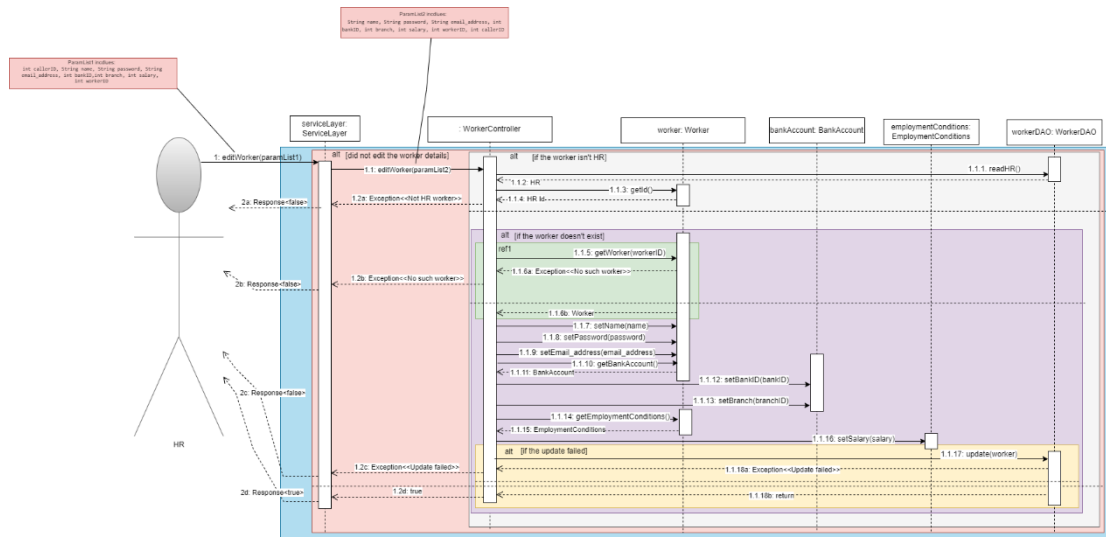 ParamList2 inclues:
String name, String password, String email_address, int
bankID, int branch, int salary, int workerID, int callerID
ParamList1 inclues:
int callerID, String name, String password, String
email_address, int bankID,int branch, int salary,
int workerID
serviceLayer:
ServiceLayer
: WorkerController
worker: Worker
bankAccount: BankAccount
employmentConditions:
EmploymentConditions
workerDAO: WorkerDAO
1: editWorker(paramList1)
alt [did not edit the worker details]
1.1: editWorker(paramList2)
alt [if the worker isn't HR]
1.1.1: readHR()
1.1.2: HR
1.1.3: getId()
1.1.4: HR Id
1.2a: Exception<<Not HR worker>>
2a: Response<false>
alt [if the worker doesn't exist]
ref1
1.1.5: getWorker(workerID)
1.1.6a: Exception<<No such worker>>
1.2b: Exception<<No such worker>>
2b: Response<false>
1.1.6b: Worker
1.1.7: setName(name)
1.1.8: setPassword(password)
1.1.9: setEmail_address(email_address)
1.1.10: getBankAccount()
1.1.11: BankAccount
1.1.12: setBankID(bankID)
1.1.13: setBranch(branchID)
1.1.14: getEmploymentConditions()
1.1.15: EmploymentConditions
1.1.16: setSalary(salary)
alt [if the update failed]
1.1.17: update(worker)
1.1.18a: Exception<<Update failed>>
1.2c: Exception<<Update failed>>
2c: Response<false>
1.1.18b: return
1.2d: true
2d: Response<true>
HR